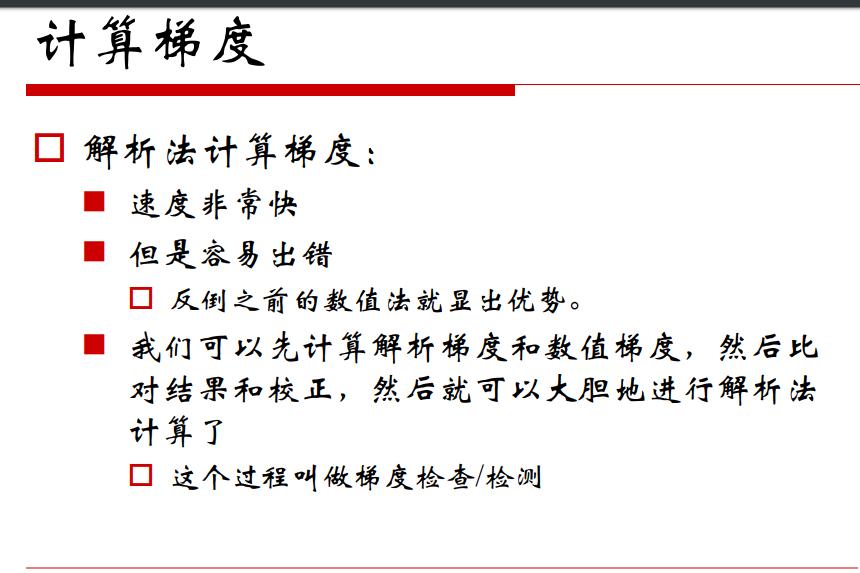 计算梯度
解析法计算梯度：
速度非常快
但是容易出错
反倒之前的数值法就显出优势。
我们可以先计算解析梯度和数值梯度，然后比
对结果和校正，然后就可以大胆地进行解析法
计算了
这个过程叫做梯度检查/检测